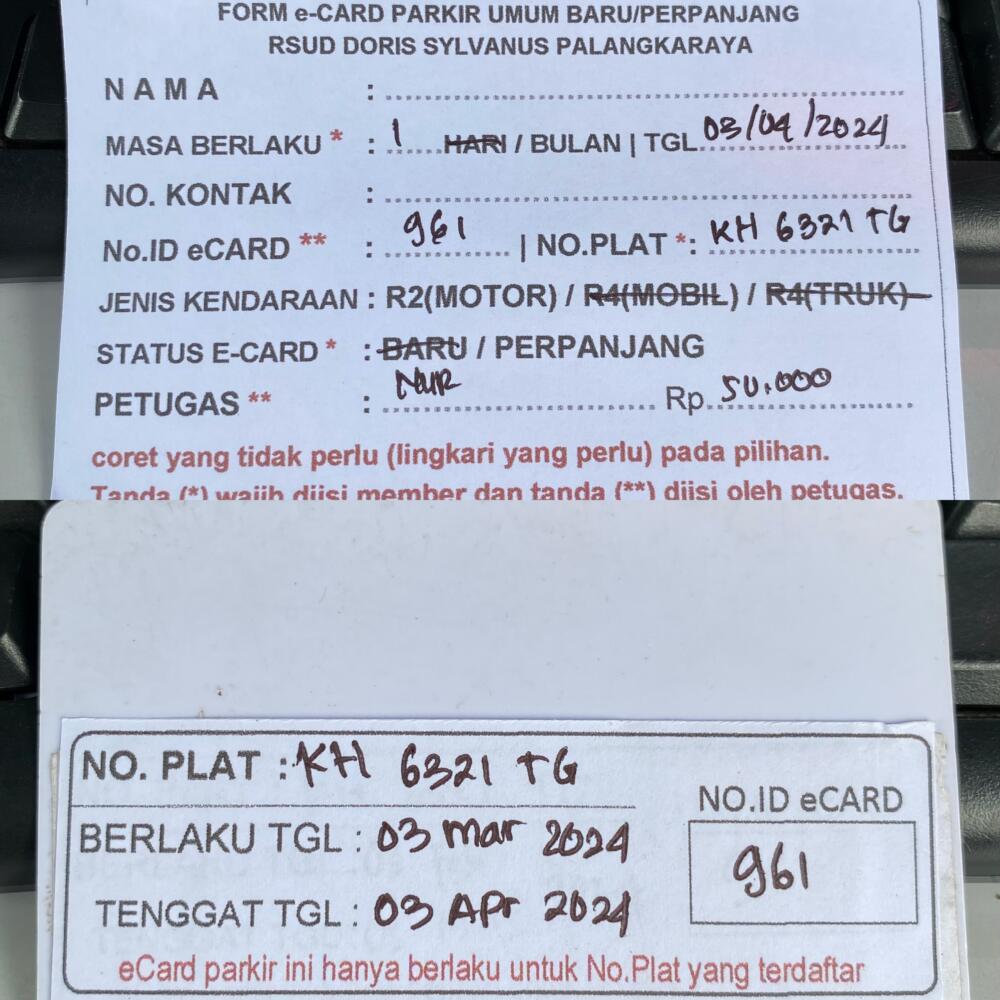 FORM e-CARD PARKIR UMUM BARU/PERPANJANG
RSUD DORIS SYLVANUS PALANGKARAYA
N A M A : ........................
MASA BERLAKU * : 1 HARI / BULAN | TGL. 03/04/2024
NO. KONTAK : ........................
No.ID eCARD ** : 961 | NO.PLAT *: KH 6321 TG
JENIS KENDARAAN : R2(MOTOR) / R4(MOBIL) / R4(TRUK)
STATUS E-CARD * : BARU / PERPANJANG
PETUGAS ** : NUR Rp. 50.000
coret yang tidak perlu (lingkari yang perlu) pada pilihan.
Tanda (*) wajib diisi member dan tanda (**) diisi oleh petugas.
NO. PLAT : KH 6321 TG
NO.ID eCARD
BERLAKU TGL : 03 Mar 2024
961
TENGGAT TGL : 03 Apr 2024
eCard parkir ini hanya berlaku untuk No.Plat yang terdaftar